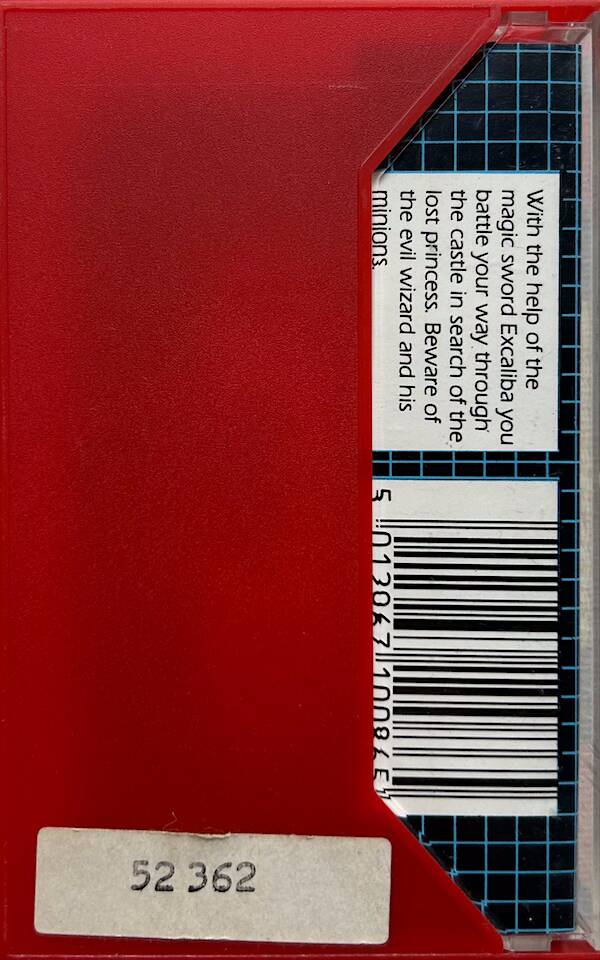 With the help of the
magic sword Excaliba you
battle your way through
the castle in search of the
lost princess. Beware of
the evil wizard and his
minions.
52 362